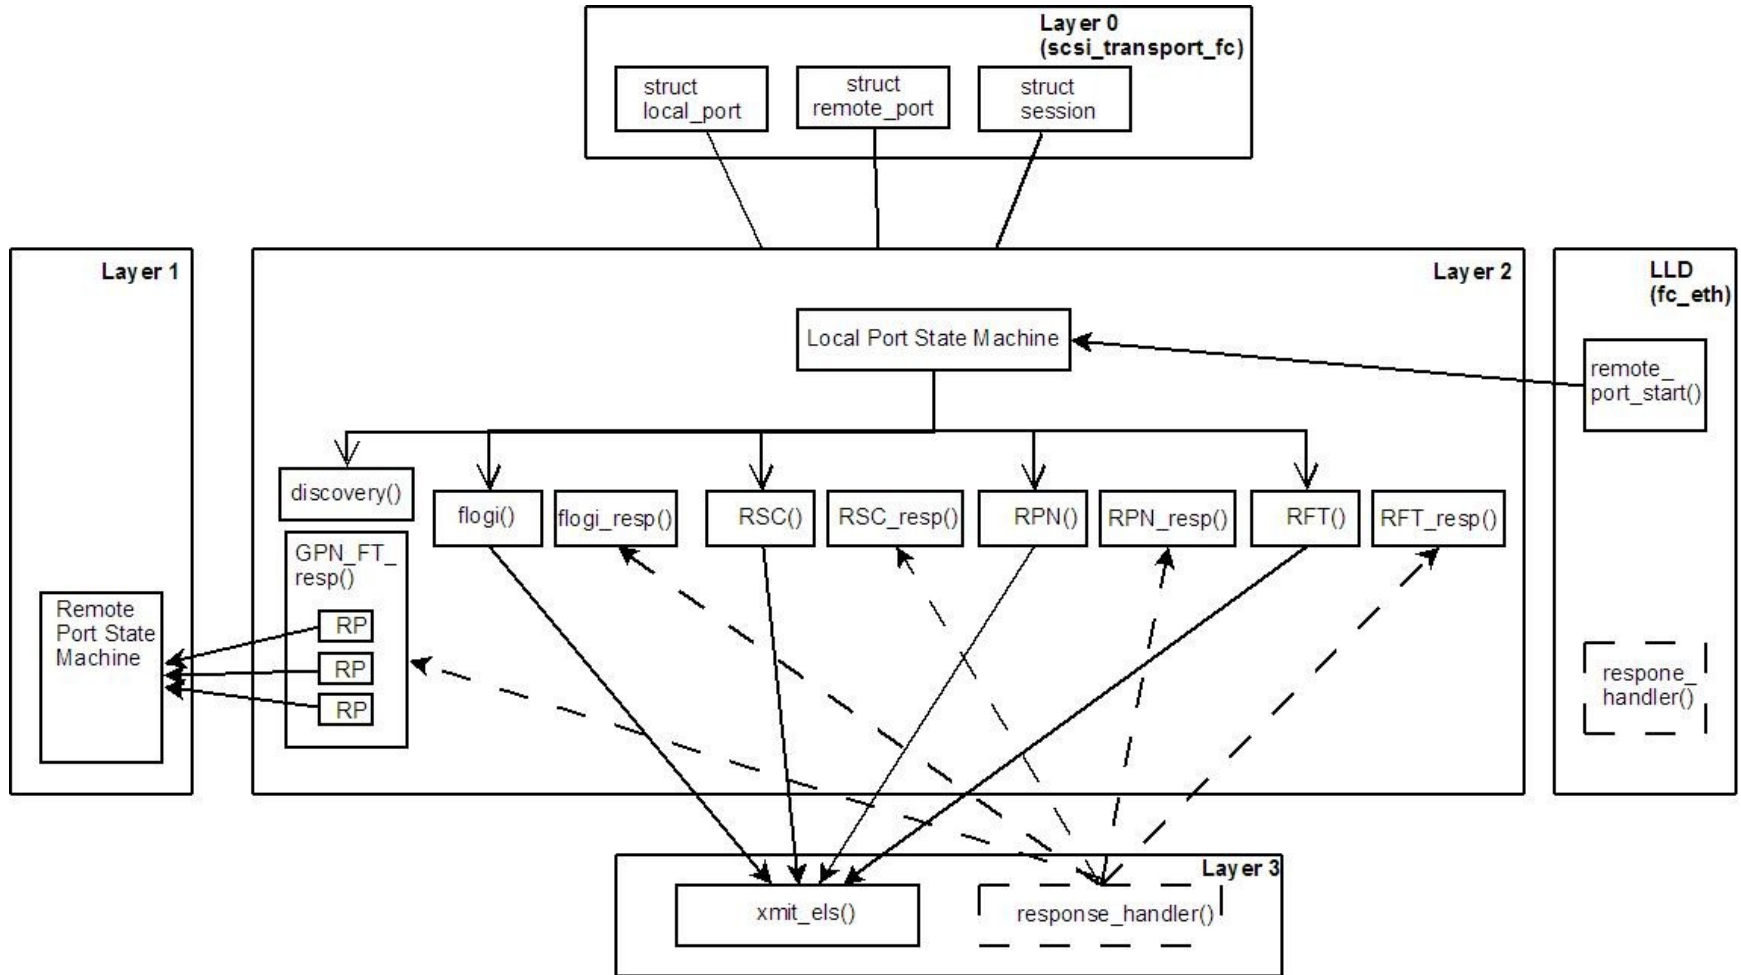 Layer 0
(scsi_transport_fc)
struct
local_port
struct
remote_port
struct
session
Layer 1
Layer 2
LLD
(fc_eth)
Local Port State Machine
remote_
port_start()
discovery()
flogi()
flogi_resp()
RSC()
RSC_resp()
RPN()
RPN_resp()
RFT()
RFT_resp()
GPN_FT_
resp()
RP
RP
RP
Remote
Port State
Machine
respone_
handler()
Layer 3
xmit_els()
response_handler()